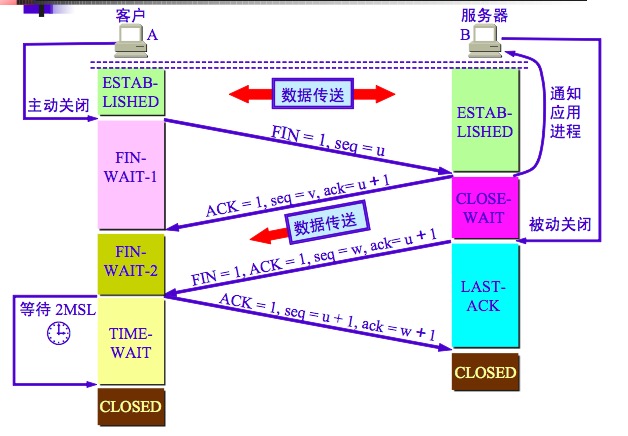 客户
A
服务器
B
ESTAB-
LISHED
数据传送
主动关闭
ESTAB-
LISHED
通知
应用
进程
FIN = 1, seq = u
FIN-
WAIT-1
ACK = 1, seq = v, ack= u + 1
CLOSE-
WAIT
数据传送
被动关闭
FIN-
WAIT-2
FIN = 1, ACK = 1, seq = w, ack= u + 1
LAST-
ACK
等待 2MSL
ACK = 1, seq = u + 1, ack = w + 1
TIME-
WAIT
CLOSED
CLOSED